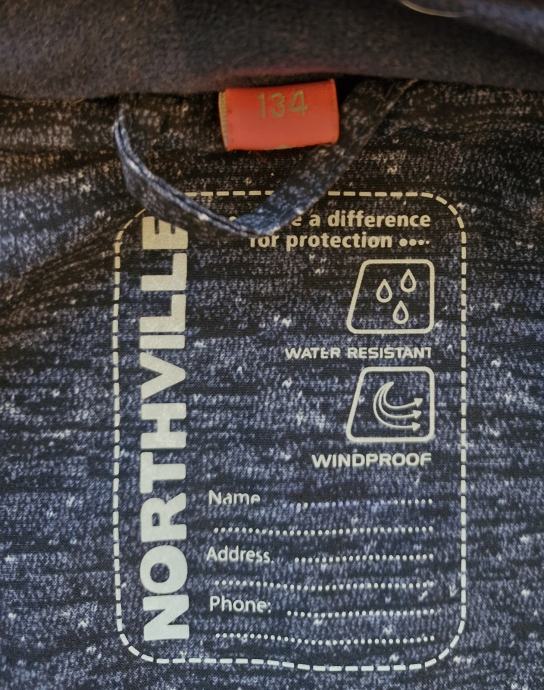 134
NORTHVILLE
a difference
for protection ••••
WATER RESISTANT
WINDPROOF
Name
Address
Phone: